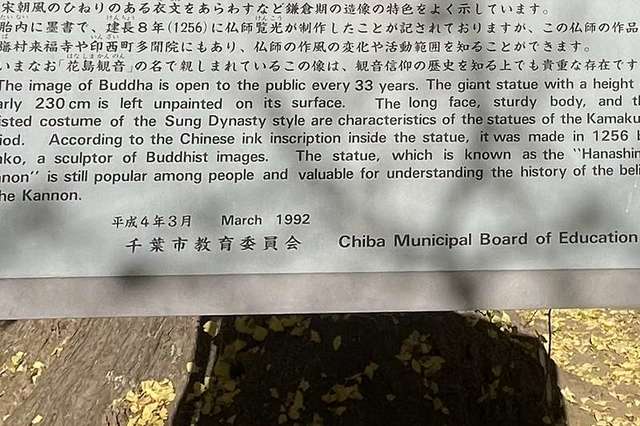 宋朝風のひねりのある衣文をあらわすなど鎌倉期の造像の特色をよく示しています。
胎内に墨書で、建長８年(1256)に仏師賢光が制作したことが記されておりますが、この仏師の作品
旛村来福寺や印西町多聞院にもあり、仏師の作風の変化や活動範囲を知ることができます。
いまなお「花島観音」の名で親しまれているこの像は、観音信仰の歴史を知る上でも貴重な存在です
The image of Buddha is open to the public every 33 years. The giant statue with a height
arly 230 cm is left unpainted on its surface. The long face, sturdy body, and
isted costume of the Sung Dynasty style are characteristics of the statues of the Kamaku
iod. According to the Chinese ink inscription inside the statue, it was made in 1256
nko, a sculptor of Buddhist images. The statue, which is known as the "Hanashim
nnon" is still popular among people and valuable for understanding the history of the beli
he Kannon.
平成４年３月 March 1992
千葉市教育委員会 Chiba Municipal Board of Education